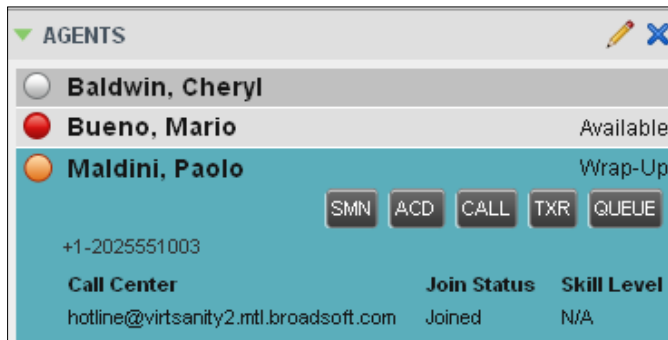 AGENTS
Baldwin, Cheryl
Bueno, Mario Available
Maldini, Paolo Wrap-Up
SMN ACD CALL TXR QUEUE
+1-2025551003
Call Center Join Status Skill Level
hotline@virtsanity2.mtl.broadsoft.com Joined N/A